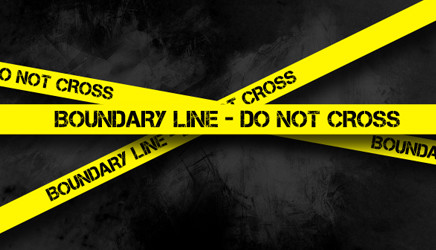 O NOT CROSS
T CROSS
BOUNDARY LINE - DO NOT CROSS
BOUNDARY LINE -
BOUNDA